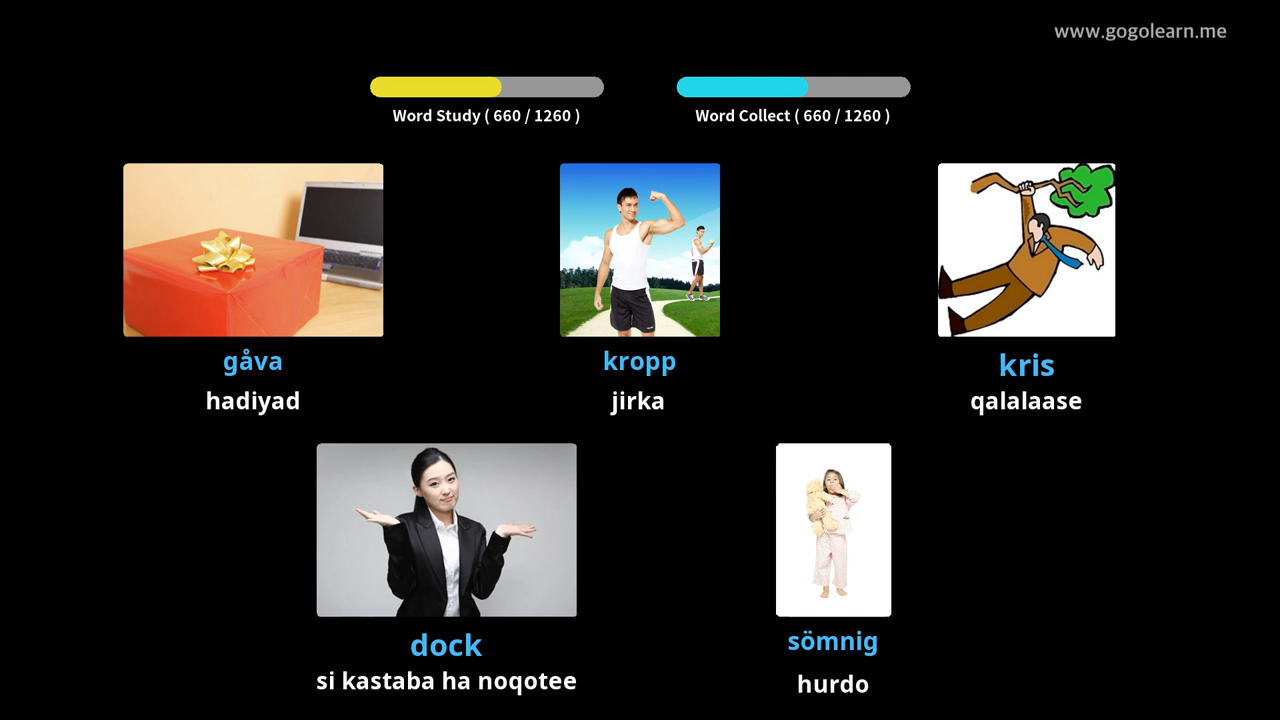 www.gogolearn.me
Word Study ( 660 / 1260 )
Word Collect ( 660 / 1260 )
gåva
kropp
kris
hadiyad
jirka
qalalaase
dock
sömnig
si kastaba ha noqotee
hurdo